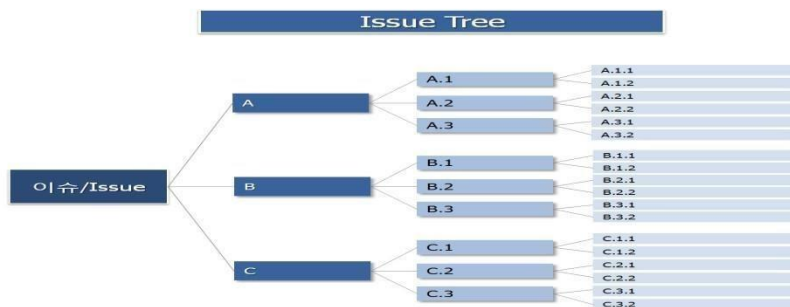 Issue Tree
이슈/Issue
A
A.1
A.1.1
A.1.2
A.2
A.2.1
A.2.2
A.3
A.3.1
A.3.2
B
B.1
B.1.1
B.1.2
B.2
B.2.1
B.2.2
B.3
B.3.1
B.3.2
C
C.1
C.1.1
C.1.2
C.2
C.2.1
C.2.2
C.3
C.3.1
C.3.2